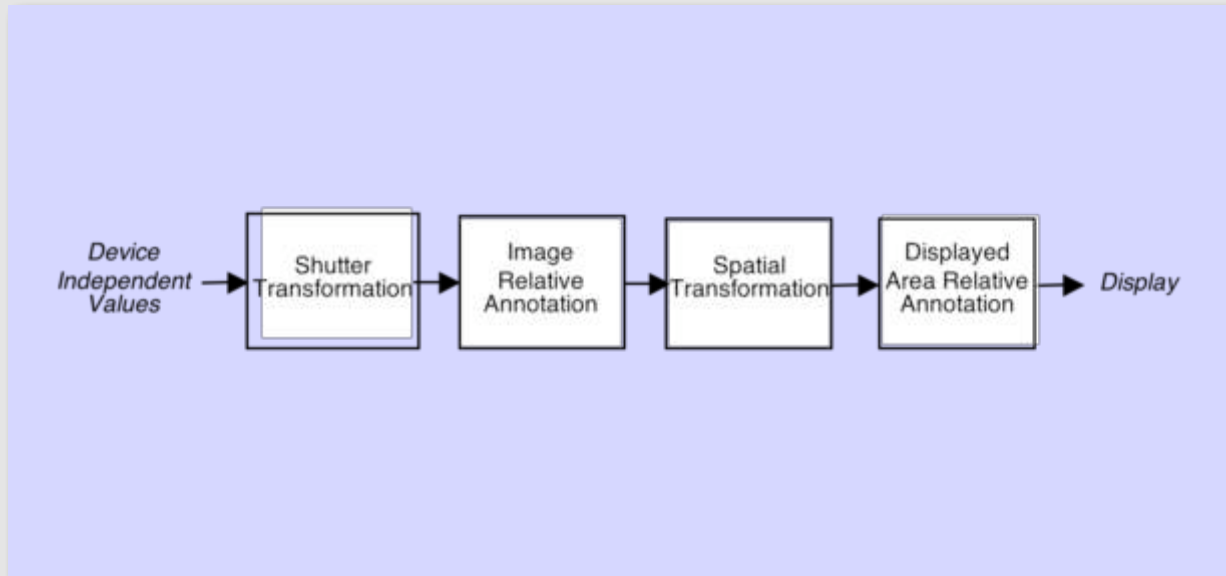 Device
Independent
Values
Shutter
Transformation
Image
Relative
Annotation
Spatial
Transformation
Displayed
Area Relative
Annotation
Display